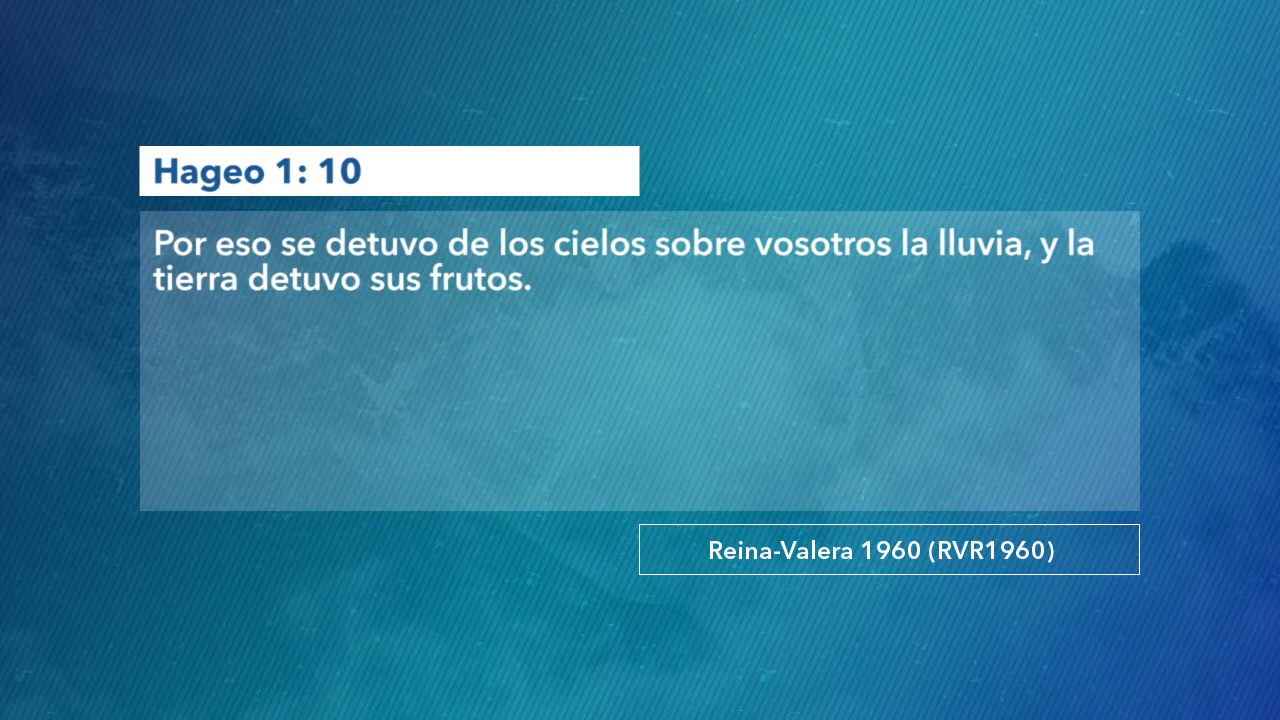 Hageo 1: 10
Por eso se detuvo de los cielos sobre vosotros la lluvia, y la
tierra detuvo sus frutos.
Reina-Valera 1960 (RVR1960)